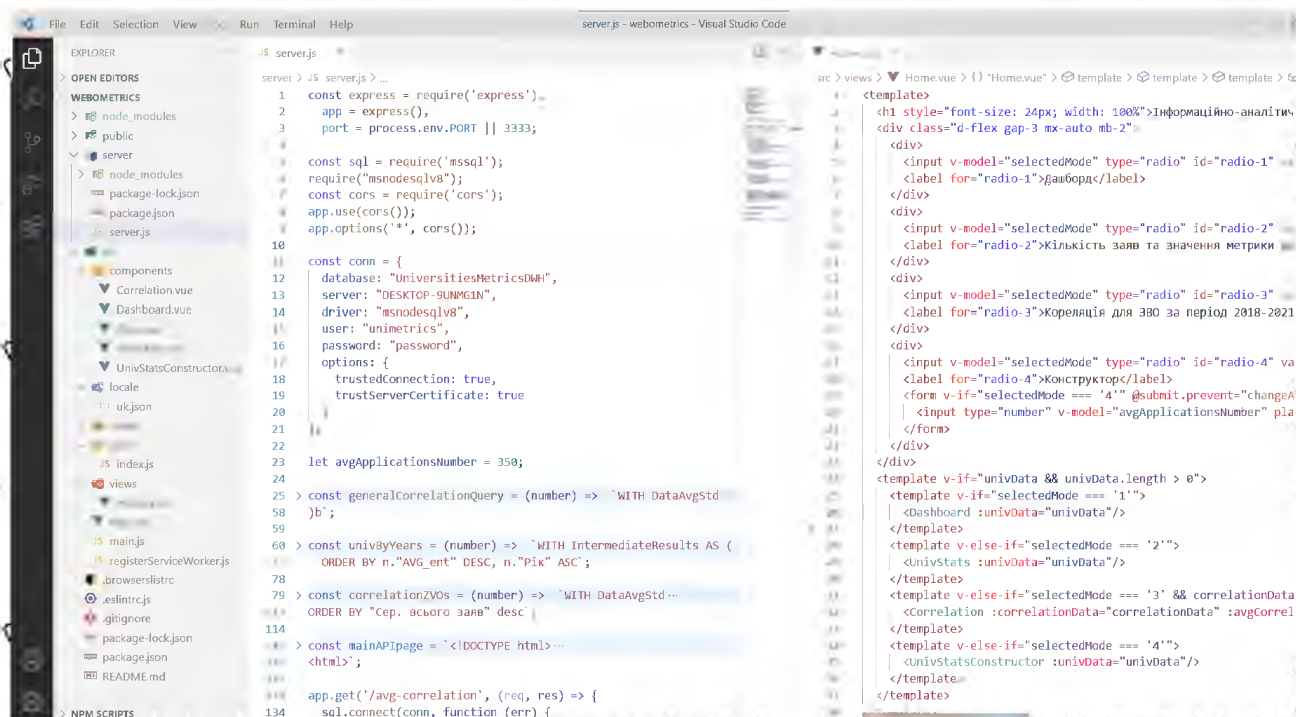 File Edit Selection View Run Terminal Help
server.js - webometrics - Visual Studio Code
EXPLORER
OPEN EDITORS
WEBOMETRICS
node_modules
public
server
node_modules
package-lock.json
package.json
server.js
components
Correlation.vue
Dashboard.vue
UnivStatsConstructor.
locale
uk.json
index.js
views
main.js
registerServiceWorker.js
.browserslistrc
.eslintrc.js
.gitignore
package-lock.json
package.json
README.md
NPM SCRIPTS
JS server.js
server > JS server.js > ...
1 const express = require('express')
2 app = express(),
3 port = process.env.PORT || 3333;
const sql = require('mssql');
require("msnodesqlv8");
const cors = require('cors');
app.use(cors());
app.options('*', cors());
10
11 const conn = {
12 database: "UniversitiesMetricsDWH",
13 server: "DESKTOP-9UNMG1N",
14 driver: "msnodesqlv8",
user: "unimetrics",
16 password: "password",
options: {
18 trustedConnection: true,
19 trustServerCertificate: true
20 }
21 };
22
23 let avgApplicationsNumber = 350;
24
25 > const generalCorrelationQuery = (number) => `WITH DataAvgStd
58 )b`;
59
60 > const univByYears = (number) => `WITH IntermediateResults AS (
ORDER BY n."AVG_ent" DESC, n."Рік" ASC`;
78
79 > const correlationZVOs = (number) => `WITH DataAvgStd...
ORDER BY "Сер. всього заяв" desc`
114
> const mainAPIpage = `<!DOCTYPE html>...
<html>`;
app.get('/avg-correlation', (req, res) => {
134 sql.connect(conn, function (err) {
src > views > Home.vue > {} "Home.vue" > template > template > template >
<template>
<h1 style="font-size: 24px; width: 100%">Інформаційно-аналітич
<div class="d-flex gap-3 mx-auto mb-2">
<div>
<input v-model="selectedMode" type="radio" id="radio-1"
<label for="radio-1">Дашборд</label>
</div>
<div>
<input v-model="selectedMode" type="radio" id="radio-2"
<label for="radio-2">Кількість заяв та значення метрики
</div>
<div>
<input v-model="selectedMode" type="radio" id="radio-3"
<label for="radio-3">Кореляція для ЗВО за період 2018-2021
</div>
<div>
<input v-model="selectedMode" type="radio" id="radio-4" va
<label for="radio-4">Конструктор</label>
<form v-if="selectedMode === '4'" @submit.prevent="changeA
<input type="number" v-model="avgApplicationsNumber" pla
</form>
</div>
</div>
<template v-if="univData && univData.length > 0">
<template v-if="selectedMode === '1'">
<Dashboard :univData="univData"/>
</template>
<template v-else-if="selectedMode === '2'">
<UnivStats :univData="univData"/>
</template>
<template v-else-if="selectedMode === '3' && correlationData
<Correlation :correlationData="correlationData" :avgCorrel
</template>
<template v-else-if="selectedMode === '4'">
<UnivStatsConstructor :univData="univData"/>
</template>
</template>